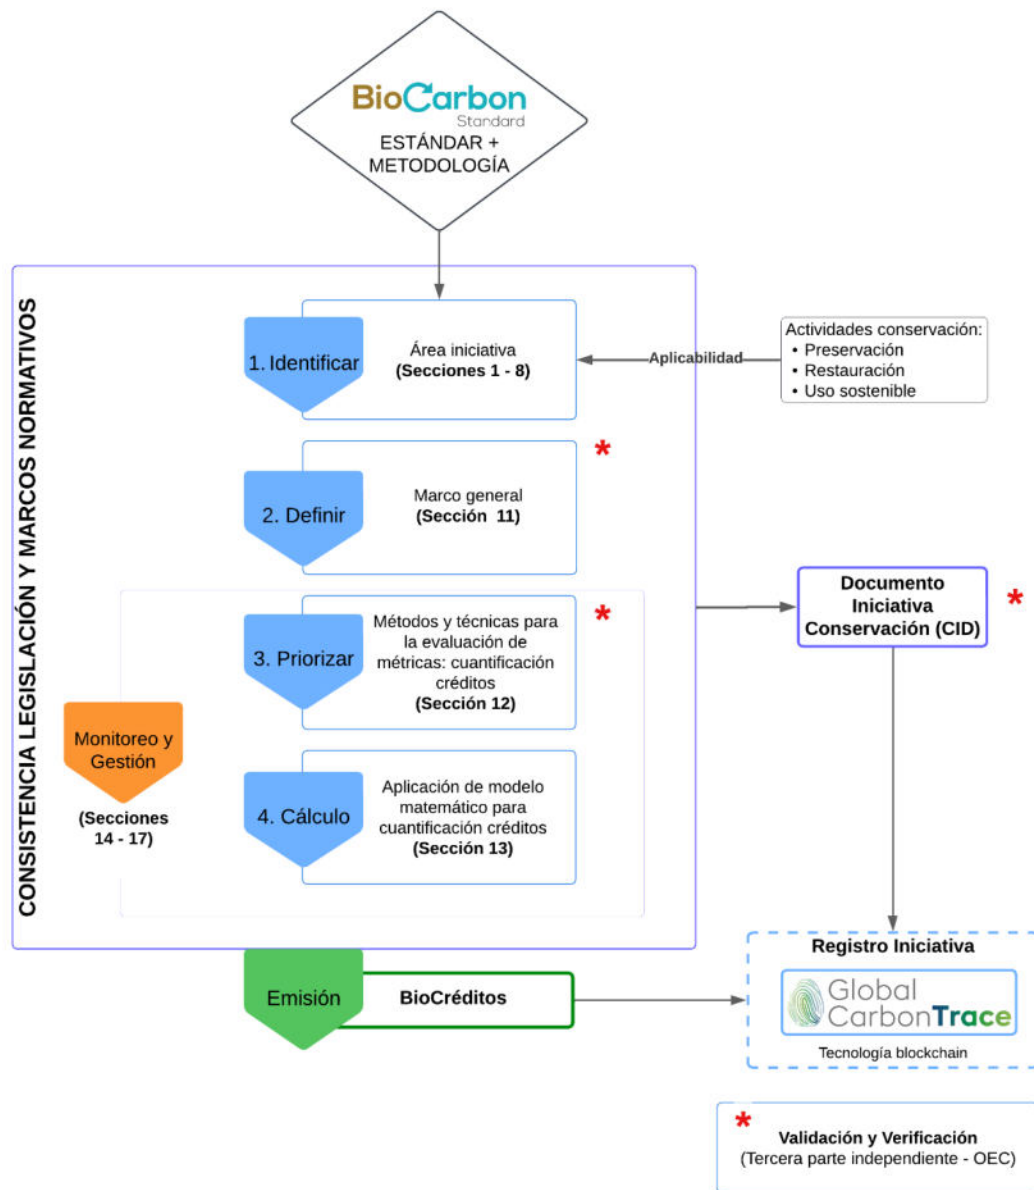 BioCarbon
Standard
ESTÁNDAR +
METODOLOGÍA
CONSISTENCIA LEGISLACIÓN Y MARCOS NORMATIVOS
1. Identificar
Área iniciativa
(Secciones 1 - 8)
Aplicabilidad
Actividades conservación:
• Preservación
• Restauración
• Uso sostenible
*
2. Definir
Marco general
(Sección 11)
*
3. Priorizar
Métodos y técnicas para
la evaluación de
métricas: cuantificación
créditos
(Sección 12)
Documento
Iniciativa
Conservación (CID)
*
Monitoreo y
Gestión
(Secciones
14 - 17)
4. Cálculo
Aplicación de modelo
matemático para
cuantificación créditos
(Sección 13)
Emisión
BioCréditos
Registro Iniciativa
Global
CarbonTrace
Tecnología blockchain
*
Validación y Verificación
(Tercera parte independiente - OEC)